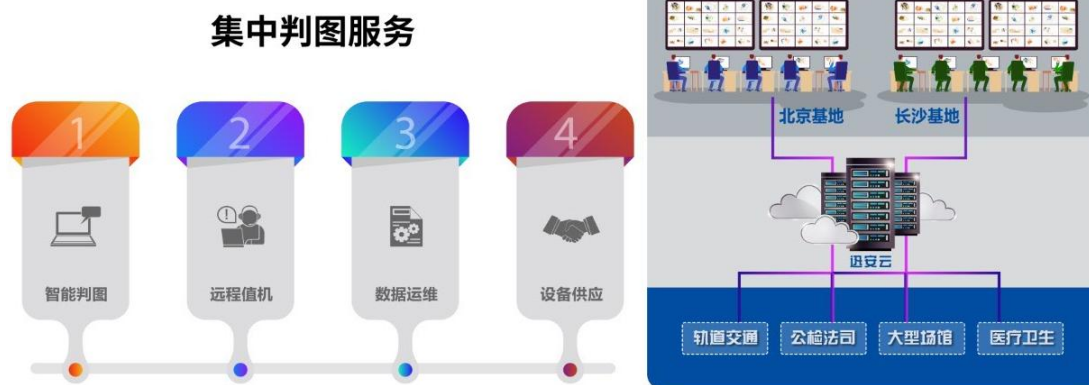 集中判图服务
1
2
3
4
智能判图
远程值机
数据运维
设备供应
北京基地
长沙基地
迅安云
轨道交通
公检法司
大型场馆
医疗卫生